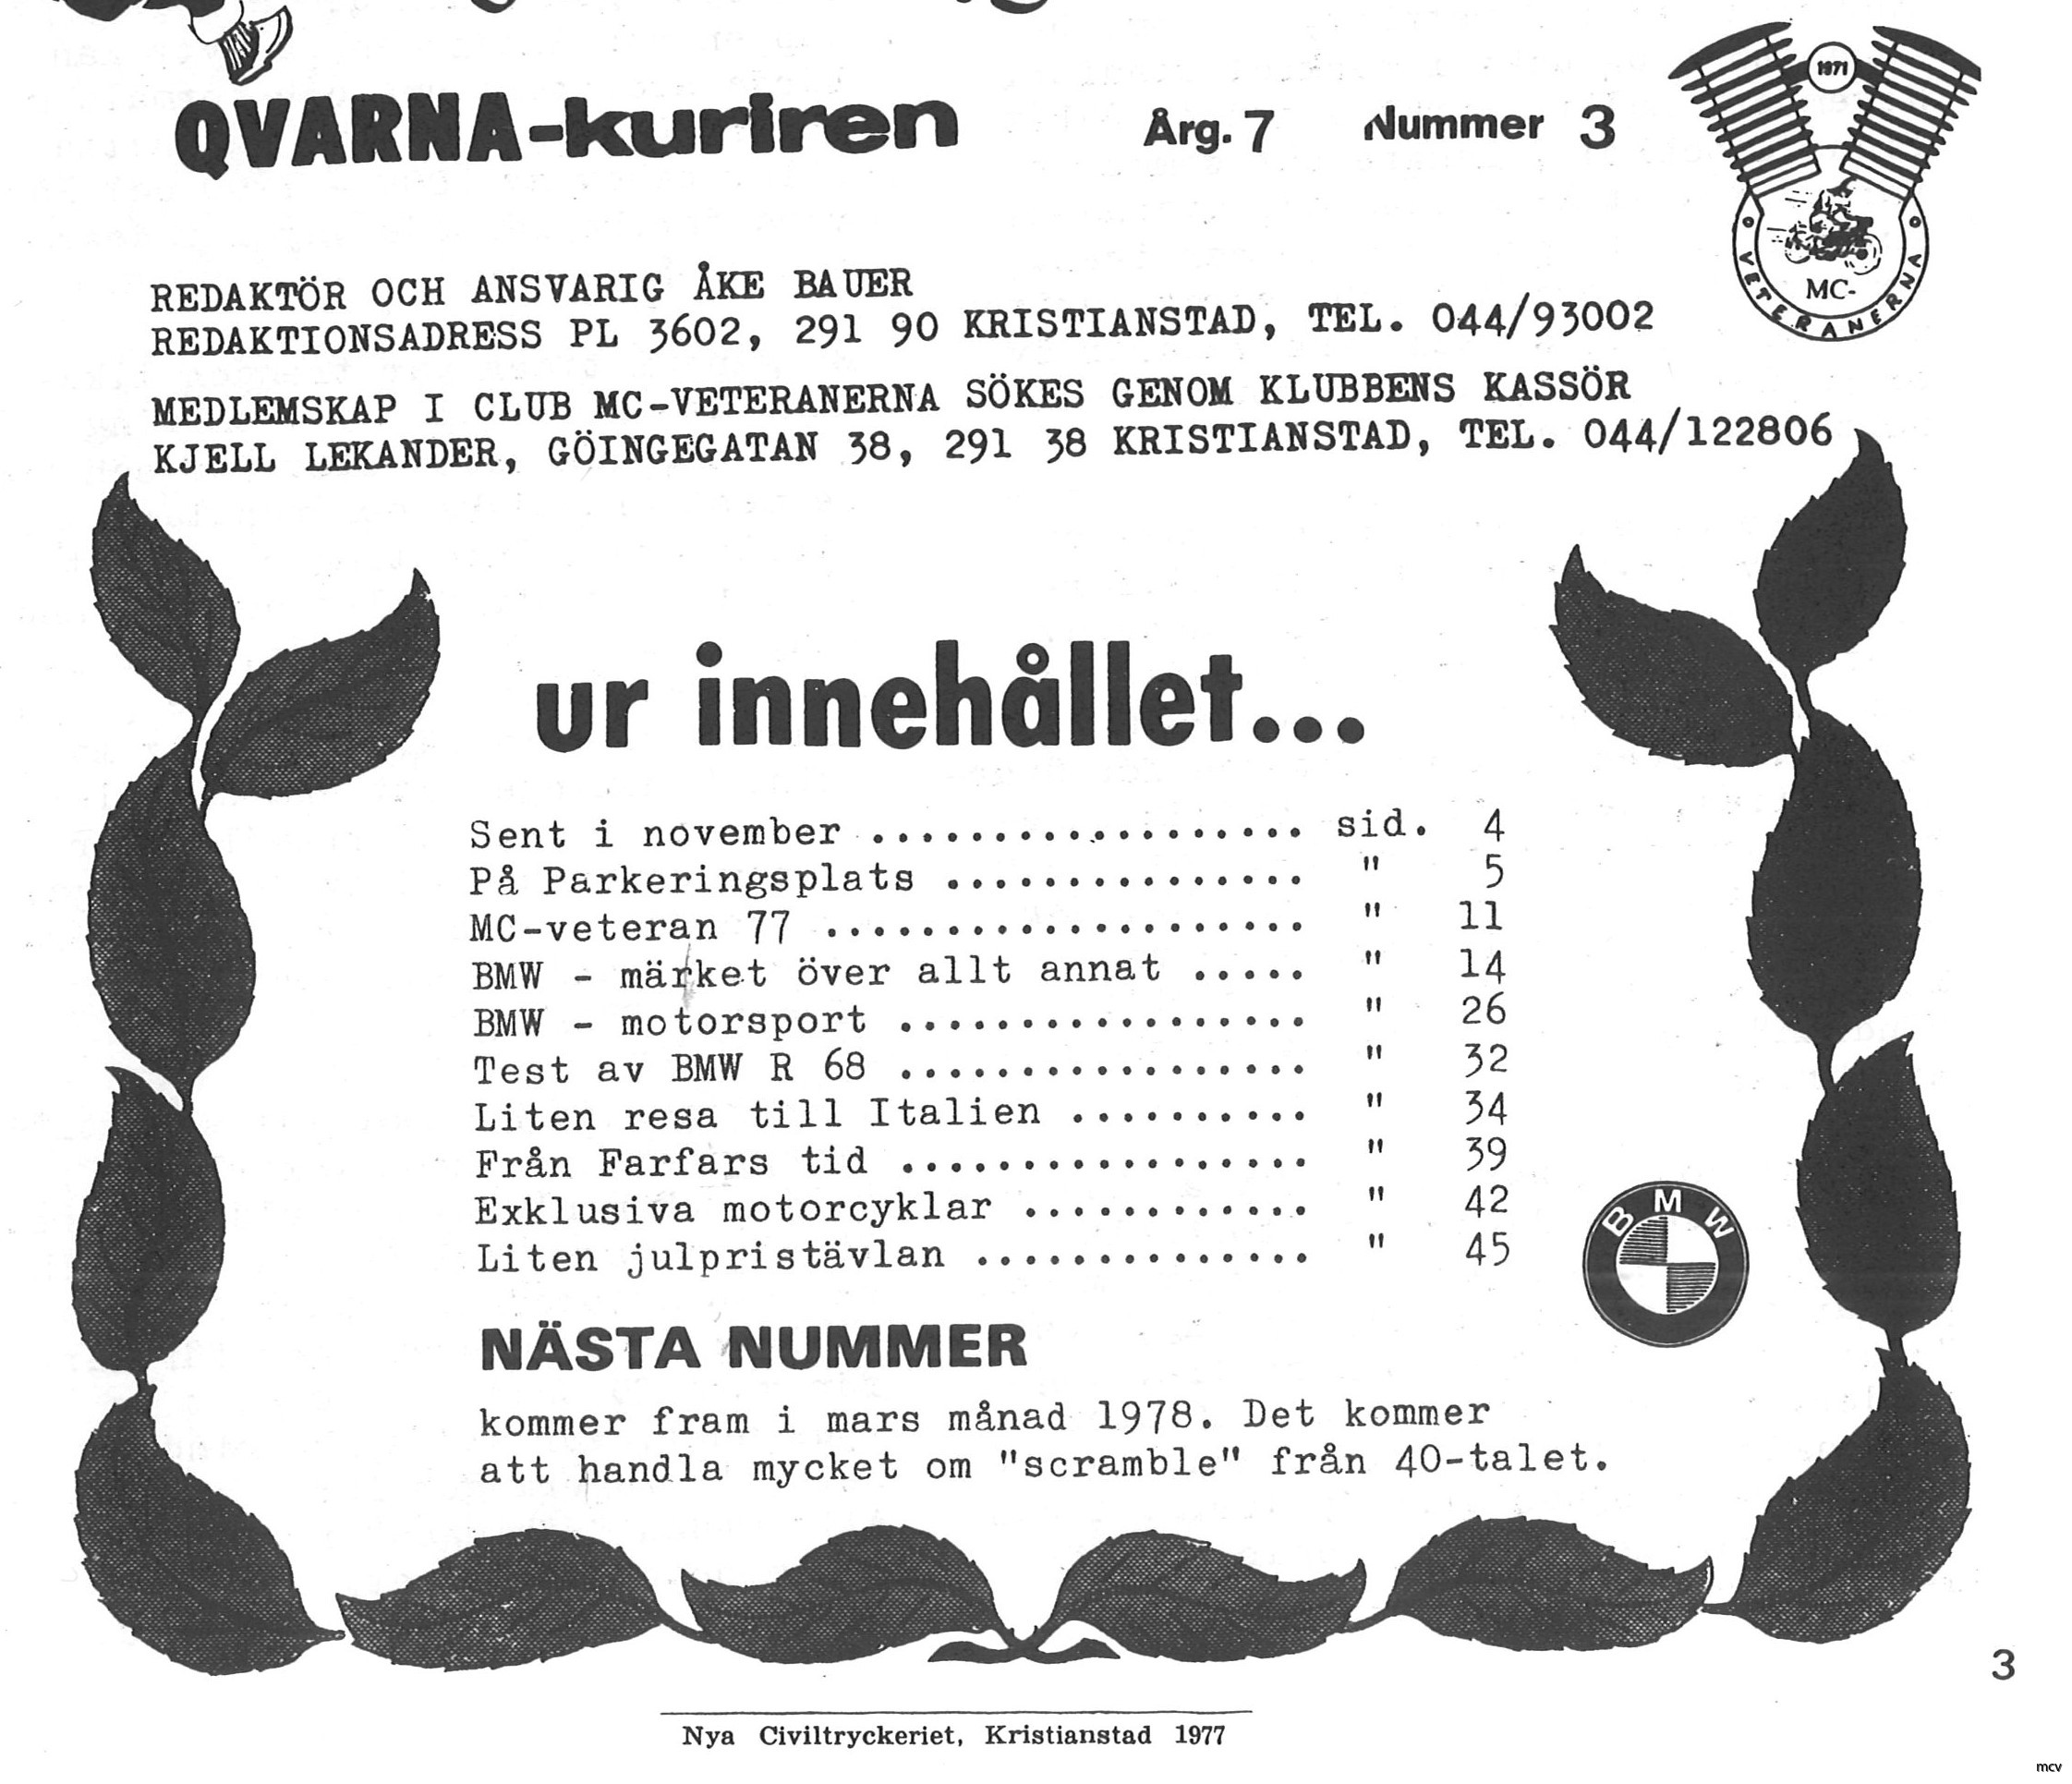 QVARNA-kuriren Årg. 7 Nummer 3
1971
MC-
VETERANERNA
REDAKTÖR OCH ANSVARIG ÅKE BAUER
REDAKTIONSADRESS PL 3602, 291 90 KRISTIANSTAD, TEL. 044/93002
MEDLEMSKAP I CLUB MC-VETERANERNA SÖKES GENOM KLUBBENS KASSÖR
KJELL LEKANDER, GÖINGEGATAN 38, 291 38 KRISTIANSTAD, TEL. 044/122806
ur innehållet...
Sent i november .................. sid. 4
På Parkeringsplats ............... " 5
MC-veteran 77 .................... " 11
BMW - märket över allt annat ..... " 14
BMW - motorsport ................. " 26
Test av BMW R 68 ................. " 32
Liten resa till Italien .......... " 34
Från Farfars tid ................. " 39
Exklusiva motorcyklar ............ " 42
Liten julpristävlan .............. " 45
BMW
NÄSTA NUMMER
kommer fram i mars månad 1978. Det kommer
att handla mycket om "scramble" från 40-talet.
3
Nya Civiltryckeriet, Kristianstad 1977
mcv